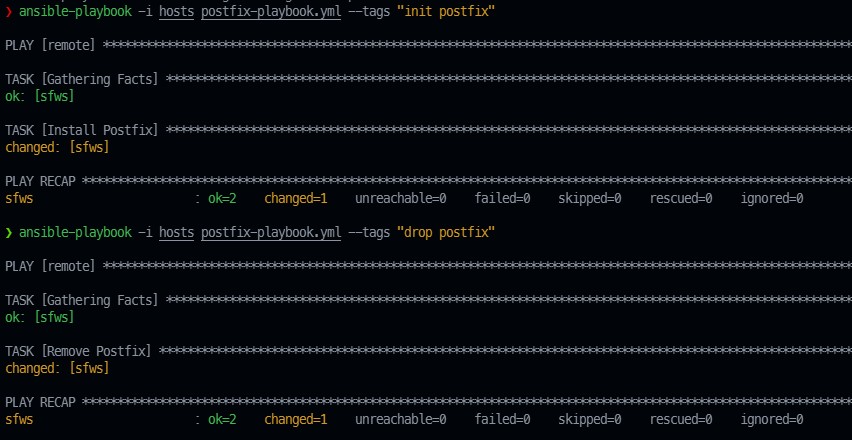 ❯ ansible-playbook -i hosts postfix-playbook.yml --tags "init postfix"
PLAY [remote] ****************************************************************************************************
TASK [Gathering Facts] *******************************************************************************************
ok: [sfws]
TASK [Install Postfix] *******************************************************************************************
changed: [sfws]
PLAY RECAP *******************************************************************************************************
sfws                       : ok=2    changed=1    unreachable=0    failed=0    skipped=0    rescued=0    ignored=0
❯ ansible-playbook -i hosts postfix-playbook.yml --tags "drop postfix"
PLAY [remote] ****************************************************************************************************
TASK [Gathering Facts] *******************************************************************************************
ok: [sfws]
TASK [Remove Postfix] ********************************************************************************************
changed: [sfws]
PLAY RECAP *******************************************************************************************************
sfws                       : ok=2    changed=1    unreachable=0    failed=0    skipped=0    rescued=0    ignored=0